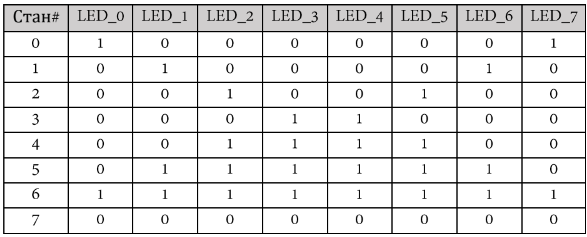 Стан# LED_0 LED_1 LED_2 LED_3 LED_4 LED_5 LED_6 LED_7
0 1 0 0 0 0 0 0 1
1 0 1 0 0 0 0 1 0
2 0 0 1 0 0 1 0 0
3 0 0 0 1 1 0 0 0
4 0 0 1 1 1 1 0 0
5 0 1 1 1 1 1 1 0
6 1 1 1 1 1 1 1 1
7 0 0 0 0 0 0 0 0